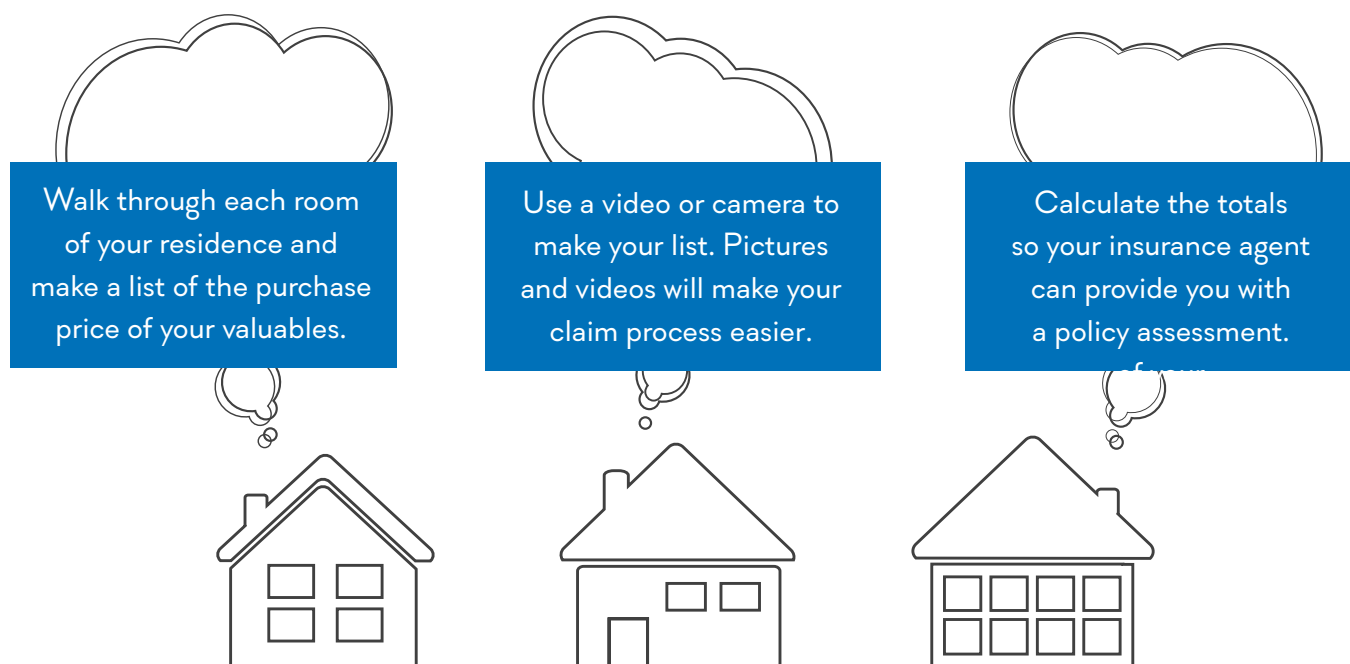 Walk through each room
of your residence and
make a list of the purchase
price of your valuables.
Use a video or camera to
make your list. Pictures
and videos will make your
claim process easier.
Calculate the totals
so your insurance agent
can provide you with
a policy assessment.
of your